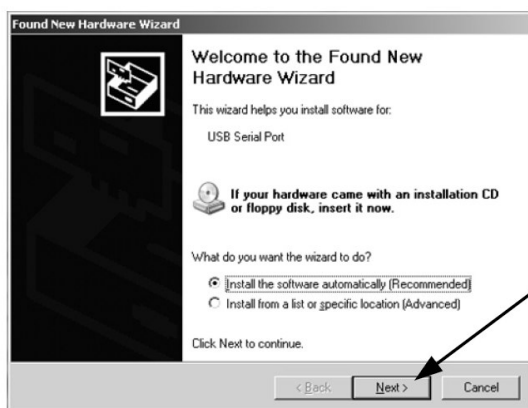 Found New Hardware Wizard
Welcome to the Found New
Hardware Wizard
This wizard helps you install software for:
USB Serial Port
If your hardware came with an installation CD
or floppy disk, insert it now.
What do you want the wizard to do?
Install the software automatically (Recommended)
Install from a list or specific location (Advanced)
Click Next to continue.
< Back
Next >
Cancel